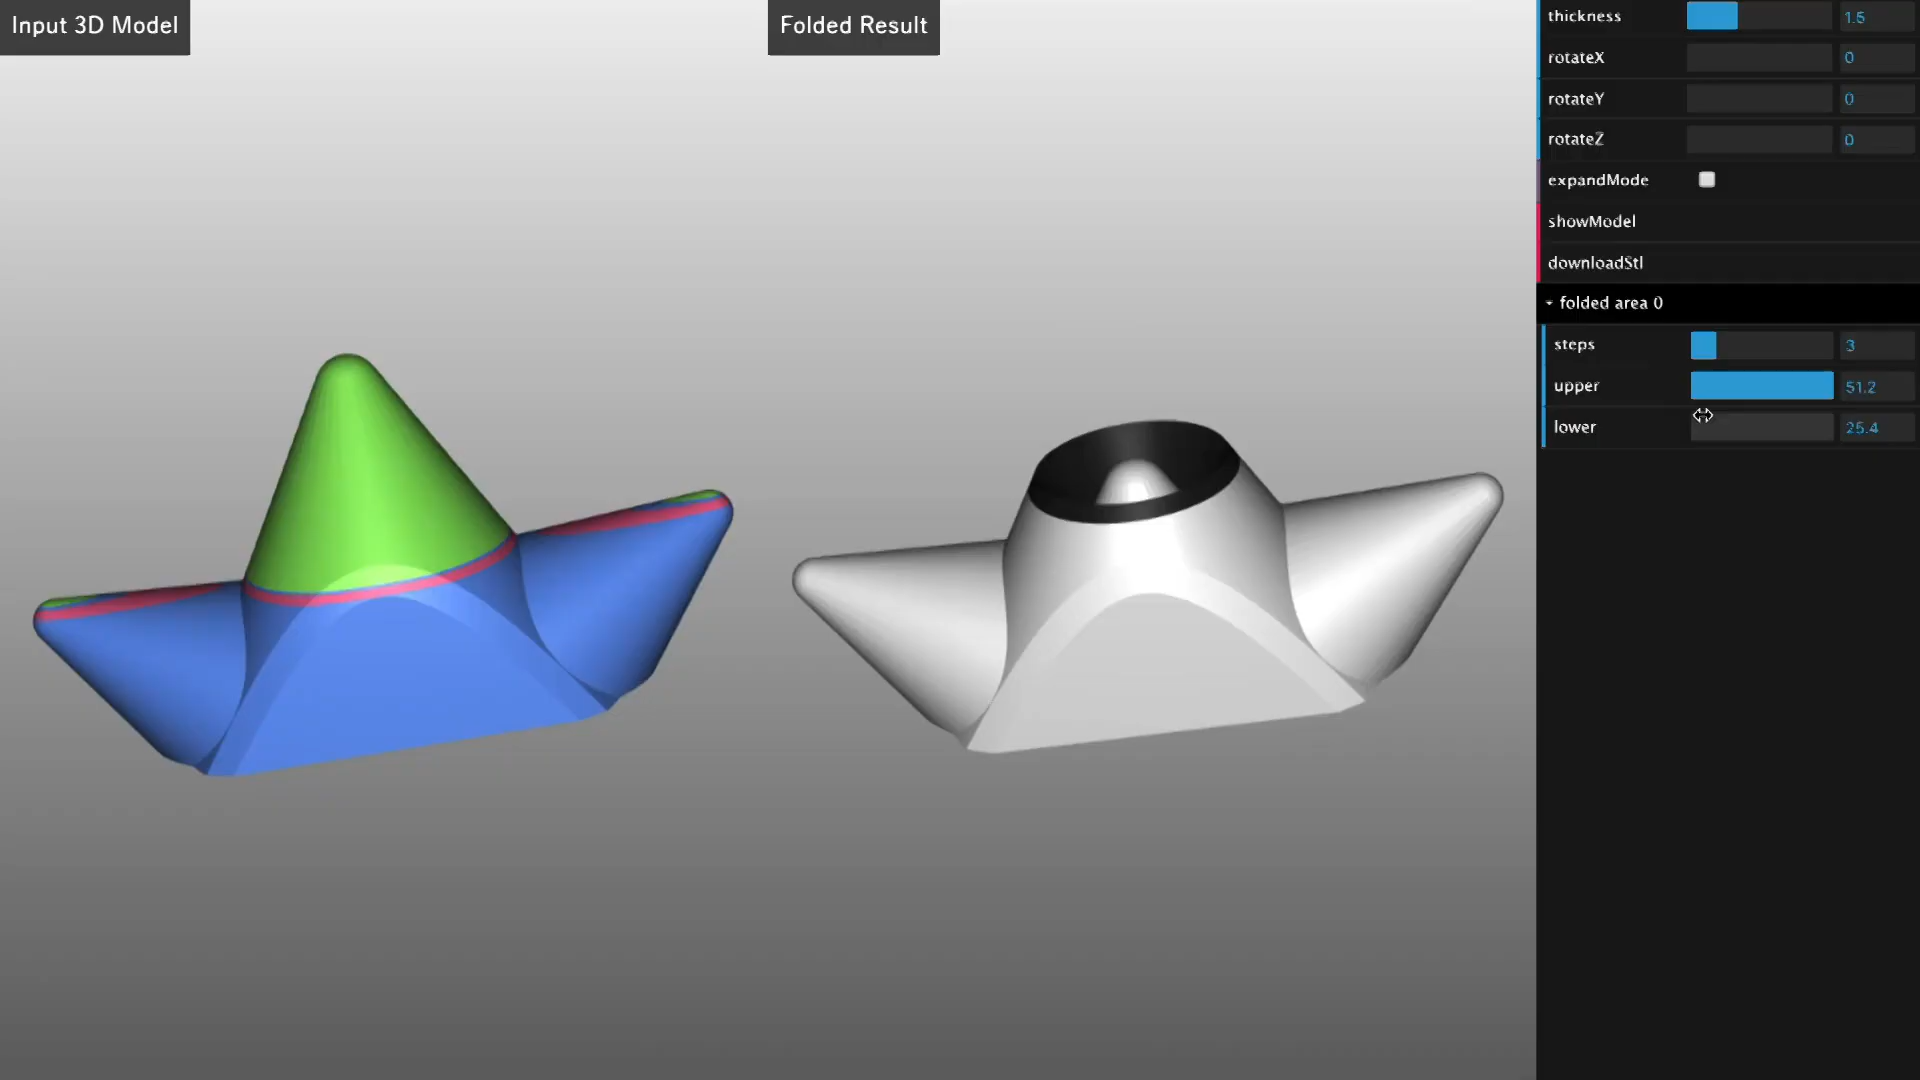 Input 3D Model
Folded Result
thickness 1.5
rotateX 0
rotateY 0
rotateZ 0
expandMode
showModel
downloadStl
folded area 0
steps 3
upper 51.2
lower 25.4